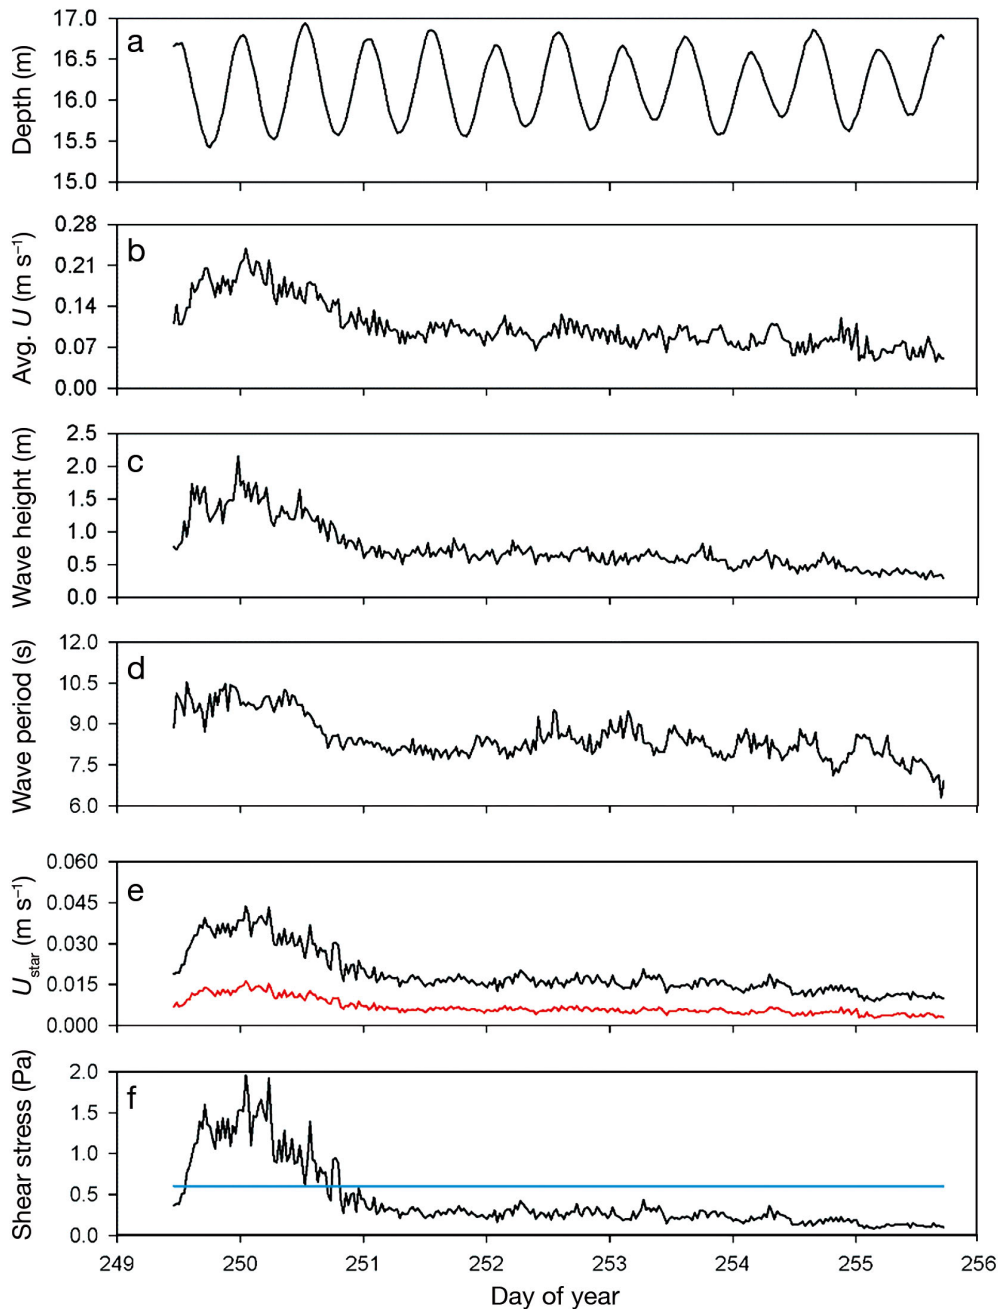 a
Depth (m)
17.0
16.5
16.0
15.5
15.0
b
Avg. U (m s⁻¹)
0.28
0.21
0.14
0.07
0.00
c
Wave height (m)
2.5
2.0
1.5
1.0
0.5
0.0
d
Wave period (s)
12.0
10.5
9.0
7.5
6.0
e
U_star (m s⁻¹)
0.060
0.045
0.030
0.015
0.000
f
Shear stress (Pa)
2.0
1.5
1.0
0.5
0.0
249 250 251 252 253 254 255 256
Day of year